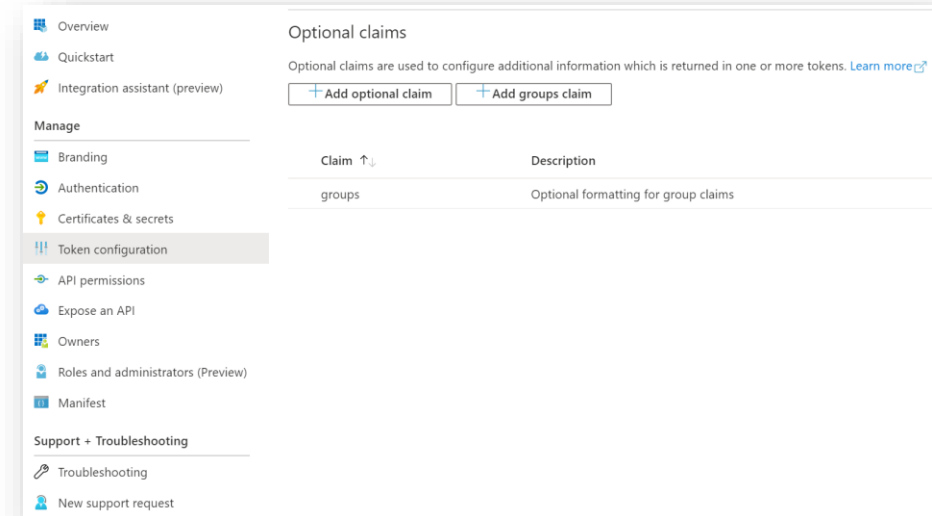 Overview
Quickstart
Integration assistant (preview)
Manage
Branding
Authentication
Certificates & secrets
Token configuration
API permissions
Expose an API
Owners
Roles and administrators (Preview)
Manifest
Support + Troubleshooting
Troubleshooting
New support request
Optional claims
Optional claims are used to configure additional information which is returned in one or more tokens. Learn more
Add optional claim Add groups claim
Claim Description
groups Optional formatting for group claims